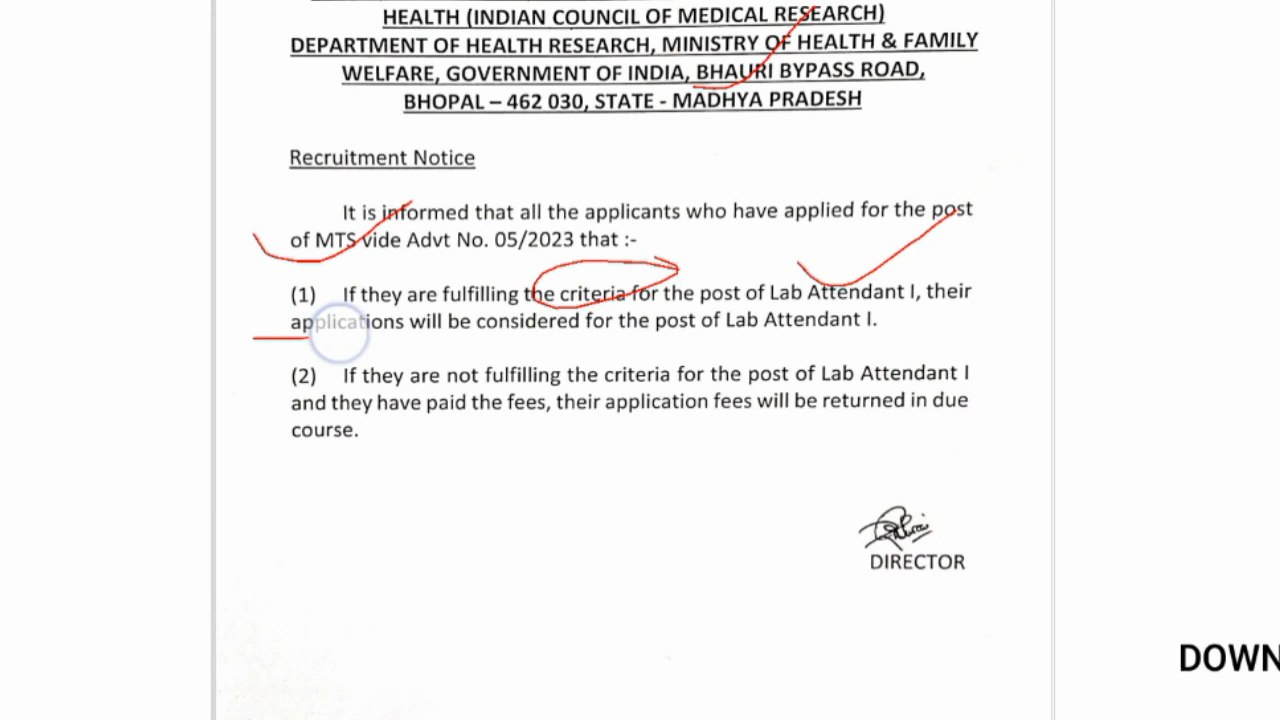 HEALTH (INDIAN COUNCIL OF MEDICAL RESEARCH)
DEPARTMENT OF HEALTH RESEARCH, MINISTRY OF HEALTH & FAMILY
WELFARE, GOVERNMENT OF INDIA, BHAURI BYPASS ROAD,
BHOPAL – 462 030, STATE - MADHYA PRADESH
Recruitment Notice
It is informed that all the applicants who have applied for the post
of MTS vide Advt No. 05/2023 that :-
(1) If they are fulfilling the criteria for the post of Lab Attendant I, their
applications will be considered for the post of Lab Attendant I.
(2) If they are not fulfilling the criteria for the post of Lab Attendant I
and they have paid the fees, their application fees will be returned in due
course.
DIRECTOR
DOWN